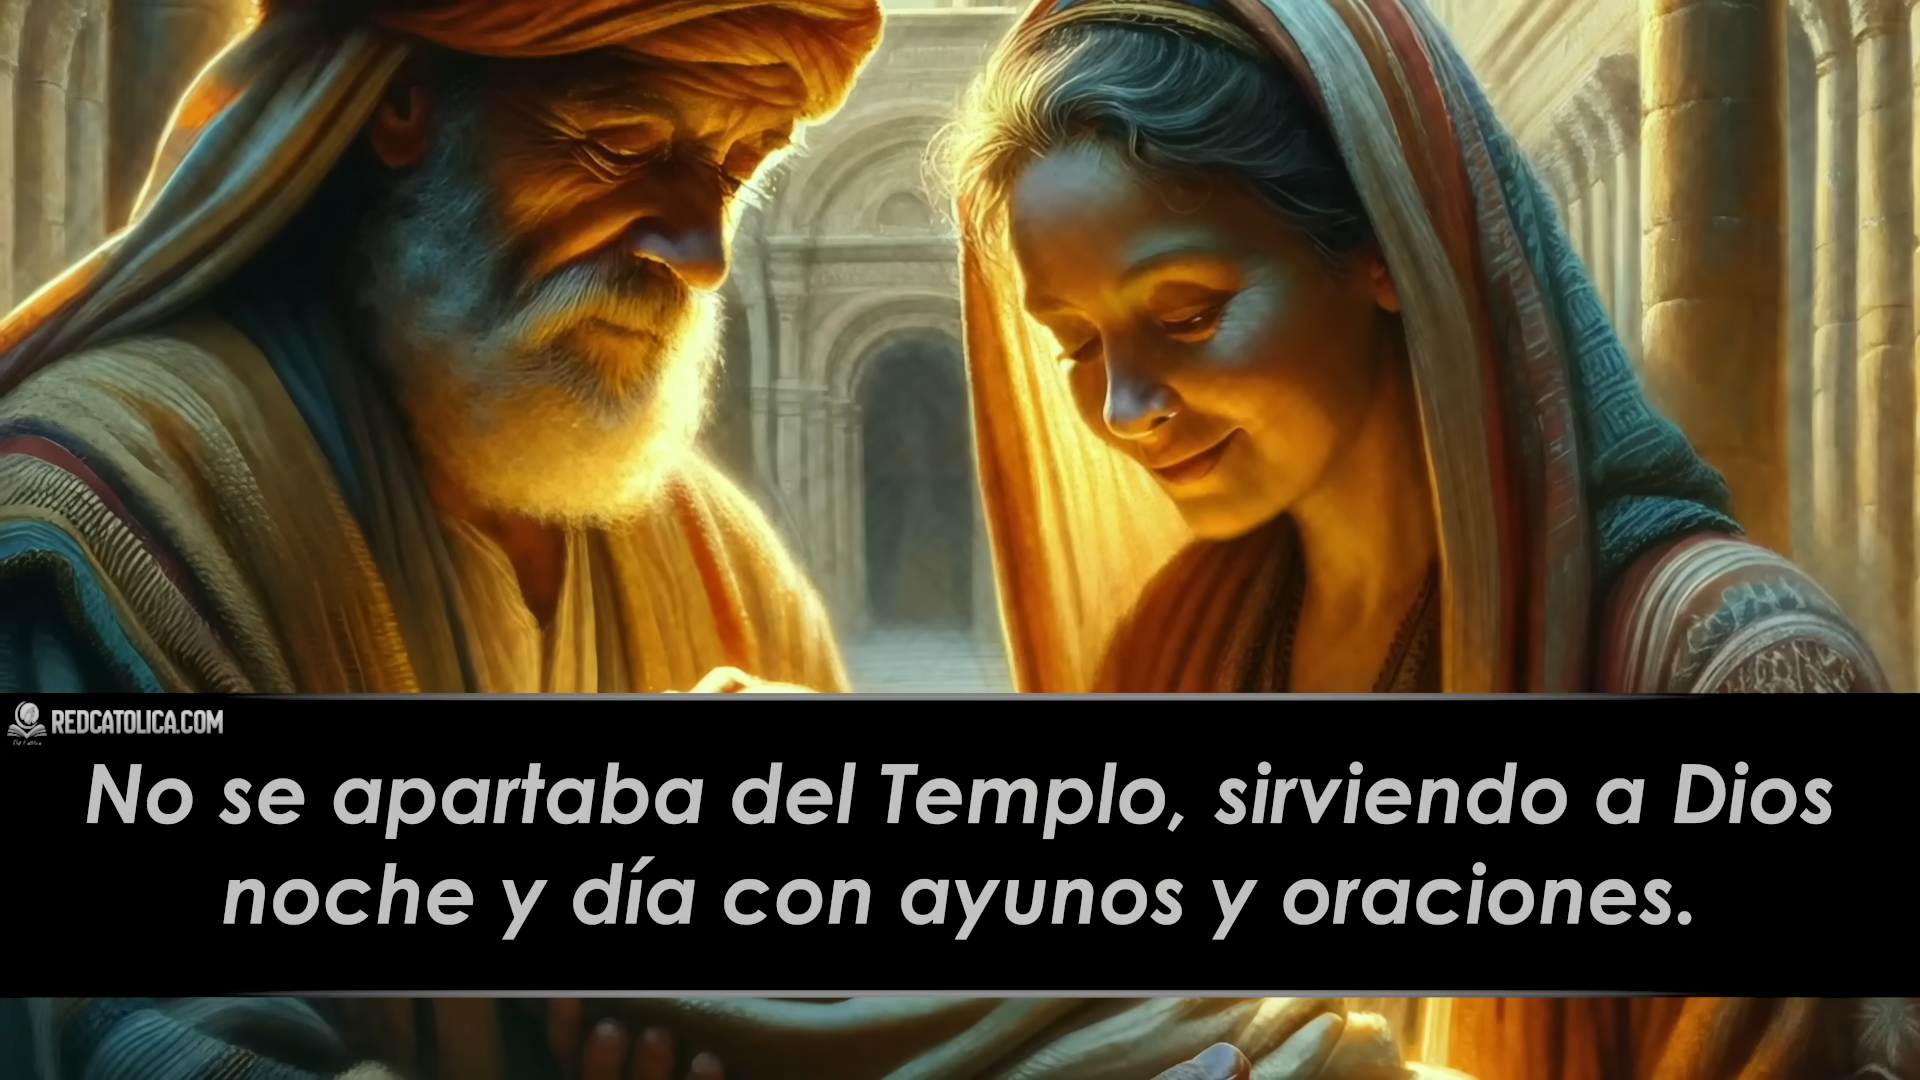 REDCATOLICA.COM
No se apartaba del Templo, sirviendo a Dios
noche y día con ayunos y oraciones.